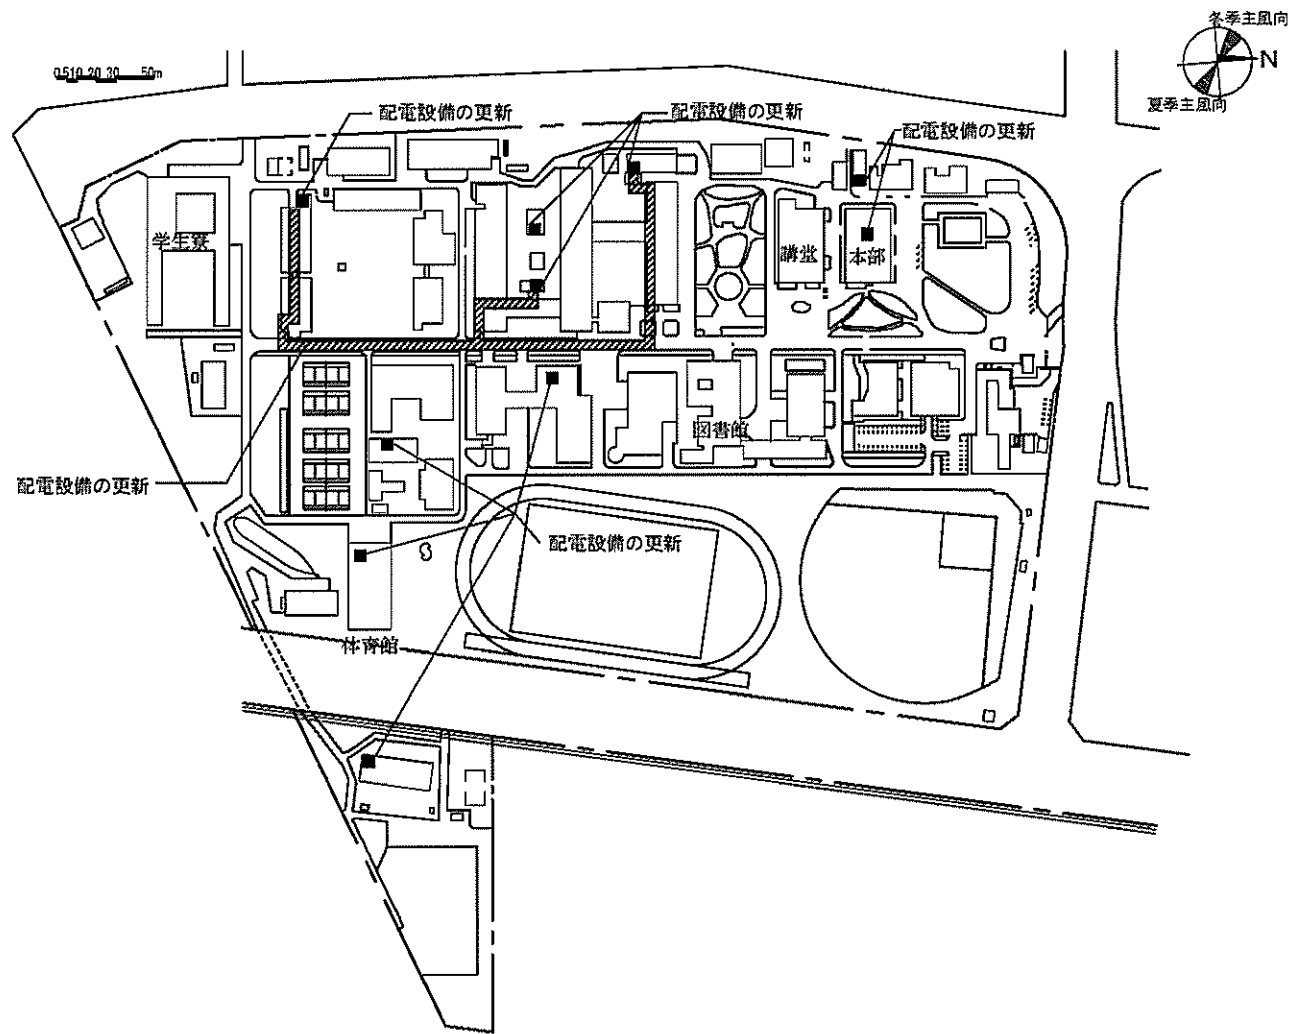 冬季主風向
N
夏季主風向
0 5 10 20 30 50m
配電設備の更新
配電設備の更新
配電設備の更新
学生寮
講堂
本部
図書館
配電設備の更新
配電設備の更新
体育館